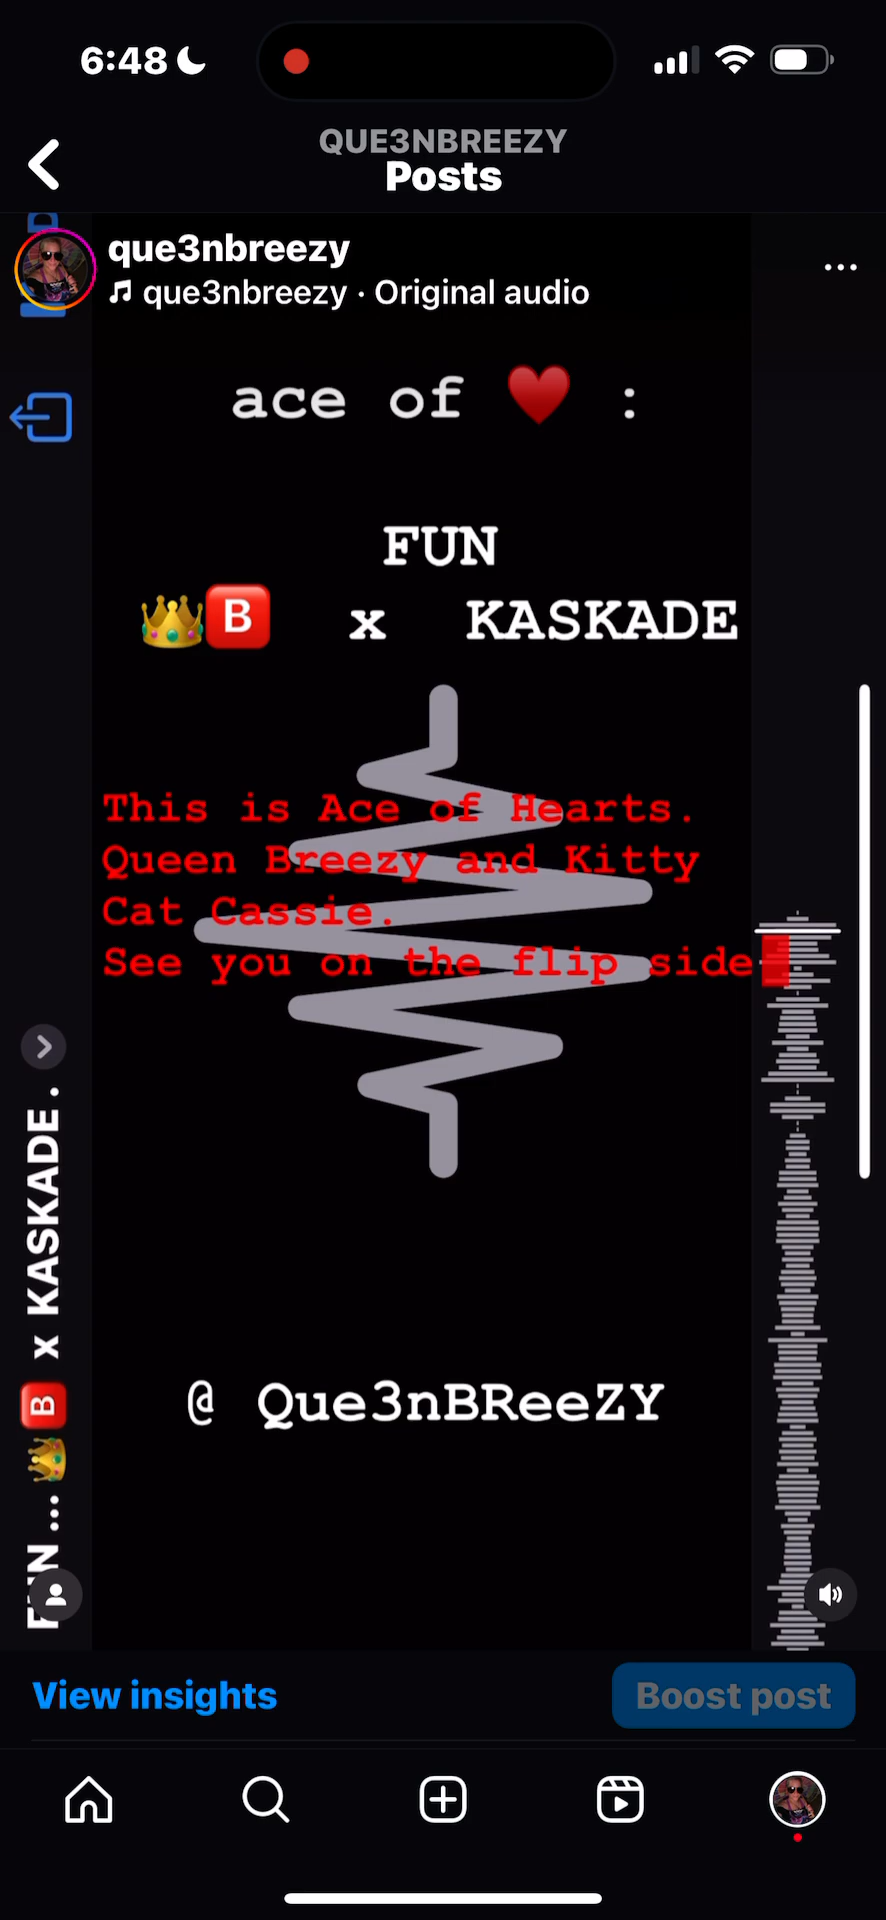 6:48
QUE3NBREEZY
Posts
que3nbreezy
que3nbreezy · Original audio
ace of ♥️ :
FUN
👑🅱️ x KASKADE
This is Ace of Hearts.
Queen Breezy and Kitty
Cat Cassie.
See you on the flip side
FUN ... 👑🅱️ x KASKADE.
@ Que3nBReeZY
View insights
Boost post